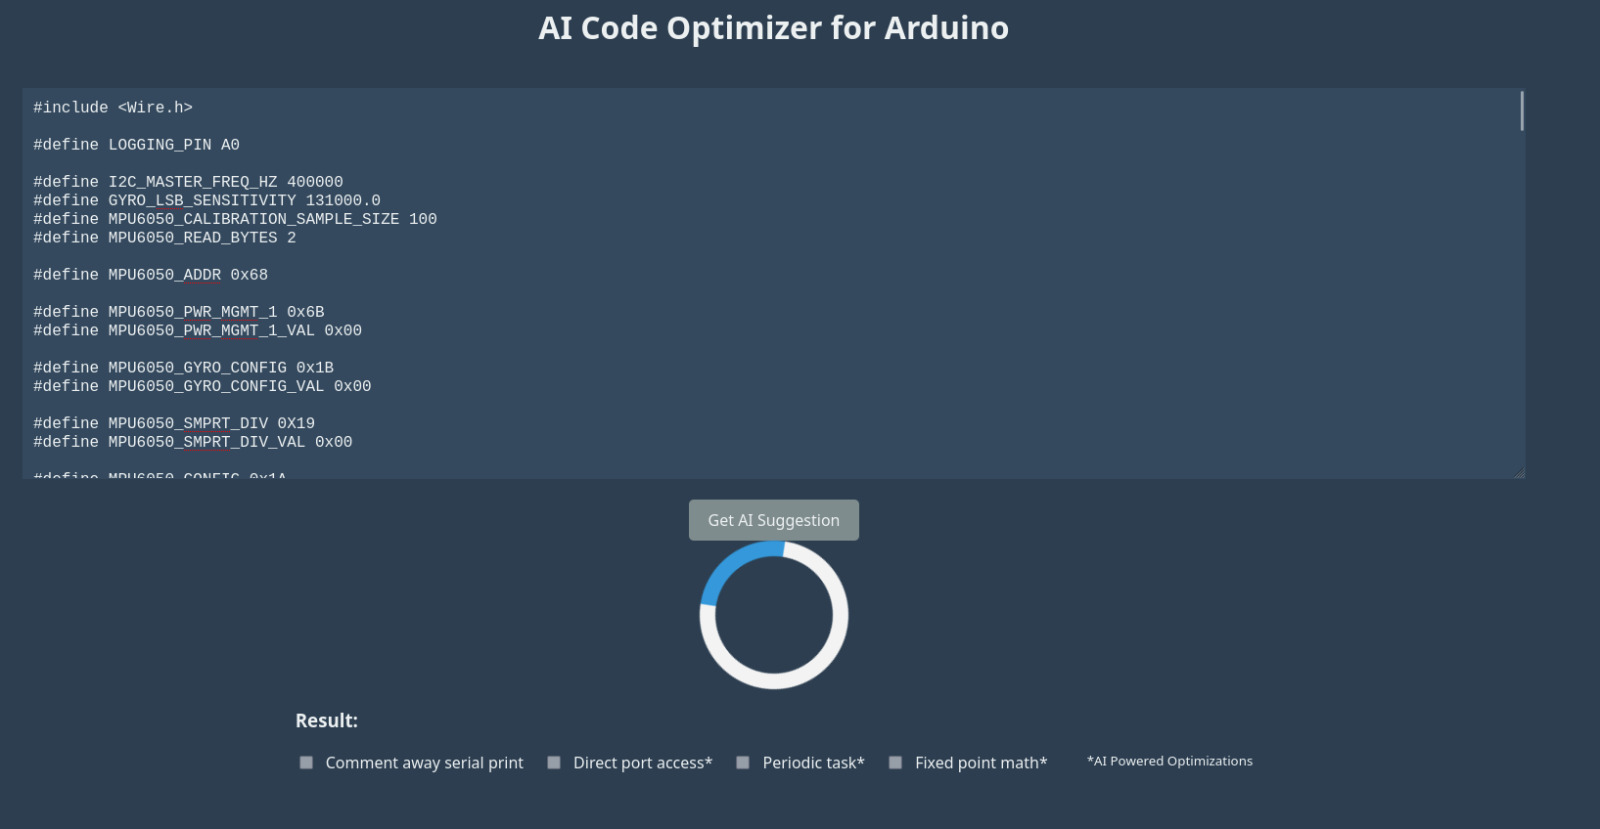 AI Code Optimizer for Arduino
#include <Wire.h>
#define LOGGING_PIN A0
#define I2C_MASTER_FREQ_HZ 400000
#define GYRO_LSB_SENSITIVITY 131000.0
#define MPU6050_CALIBRATION_SAMPLE_SIZE 100
#define MPU6050_READ_BYTES 2
#define MPU6050_ADDR 0x68
#define MPU6050_PWR_MGMT_1 0x6B
#define MPU6050_PWR_MGMT_1_VAL 0x00
#define MPU6050_GYRO_CONFIG 0x1B
#define MPU6050_GYRO_CONFIG_VAL 0x00
#define MPU6050_SMPRT_DIV 0X19
#define MPU6050_SMPRT_DIV_VAL 0x00
#define MPU6050_CONFIG 0x1A
Get AI Suggestion
Result:
Comment away serial print Direct port access* Periodic task* Fixed point math* *AI Powered Optimizations